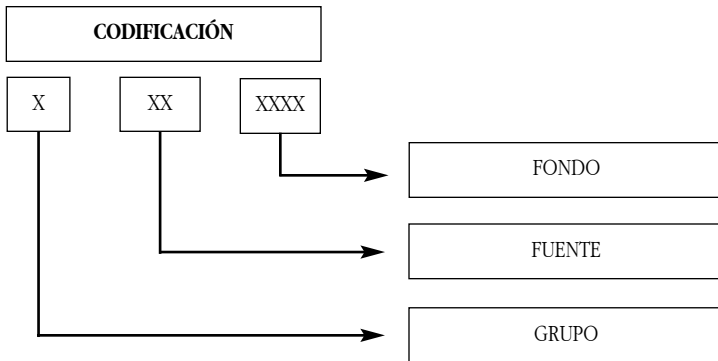 CODIFICACIÓN
X XX XXXX
FONDO
FUENTE
GRUPO